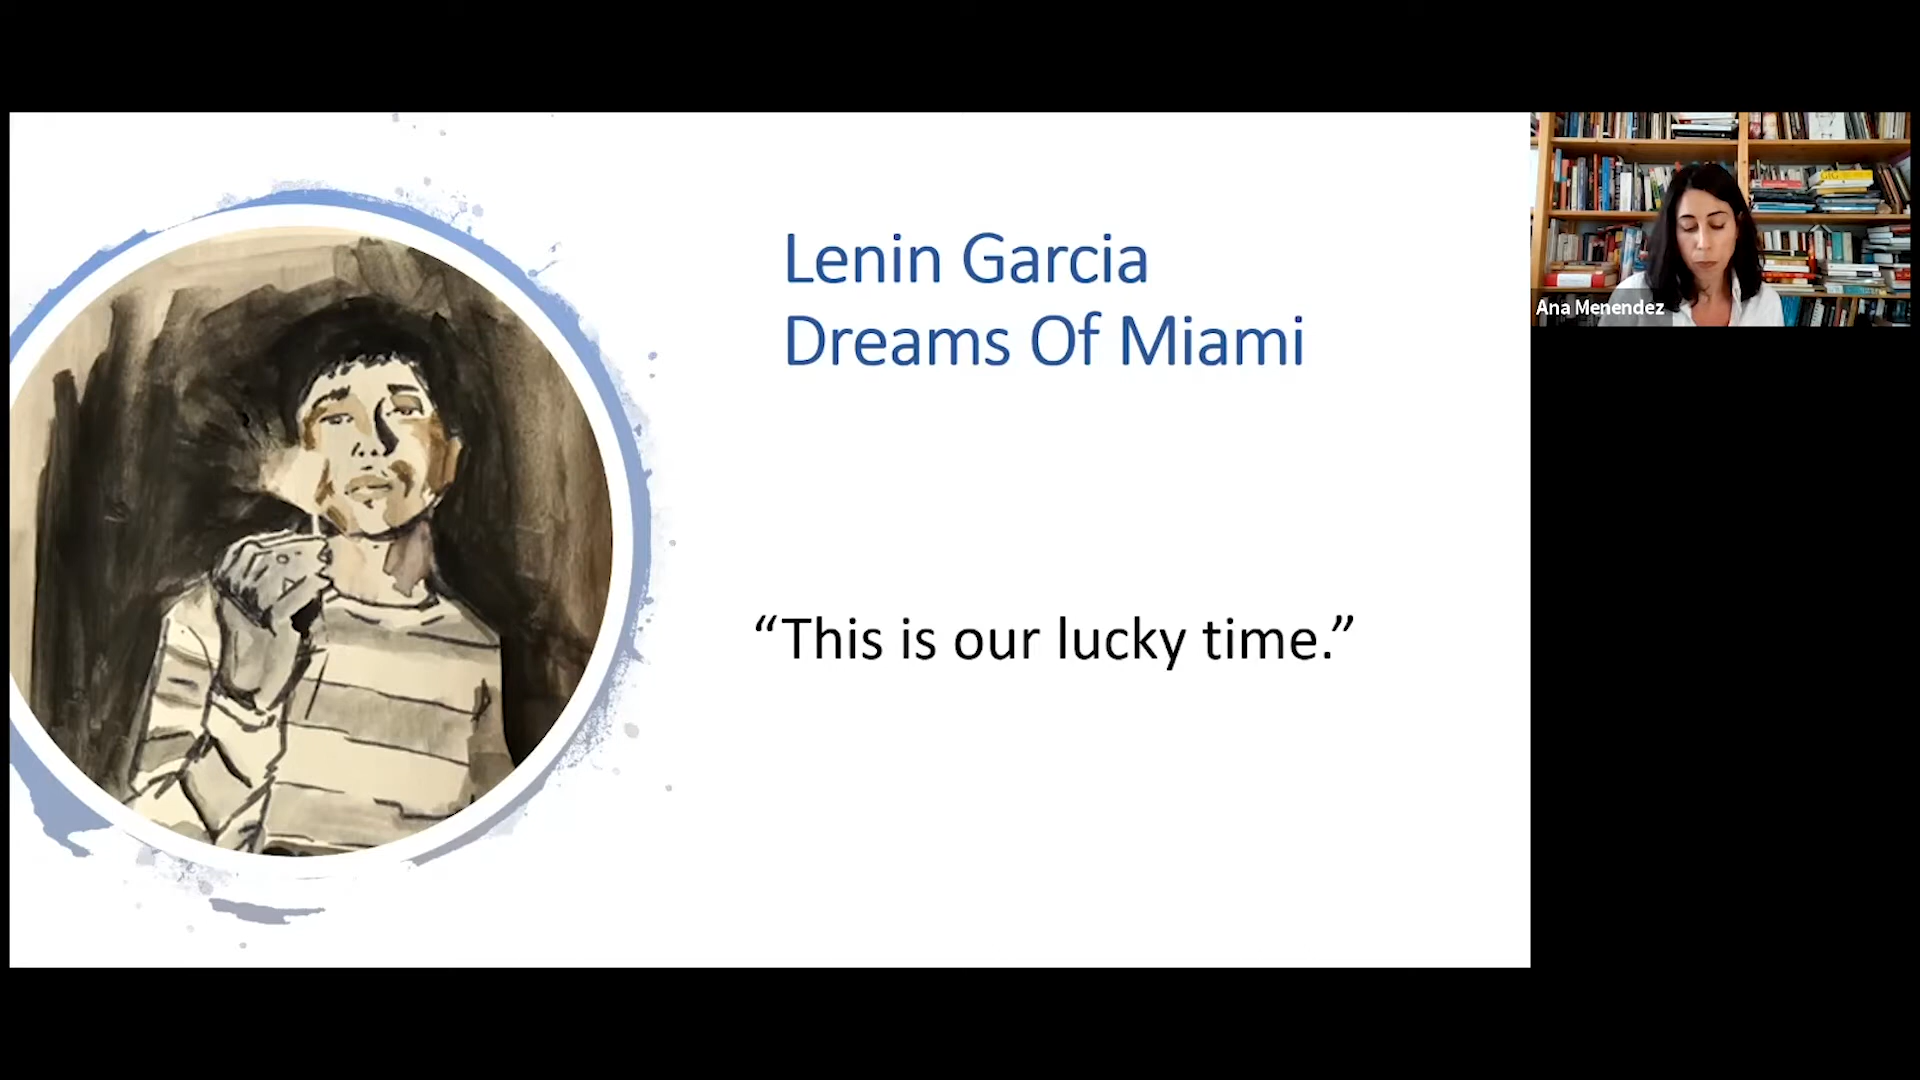 Lenin Garcia
Dreams Of Miami
“This is our lucky time.”
Ana Menendez